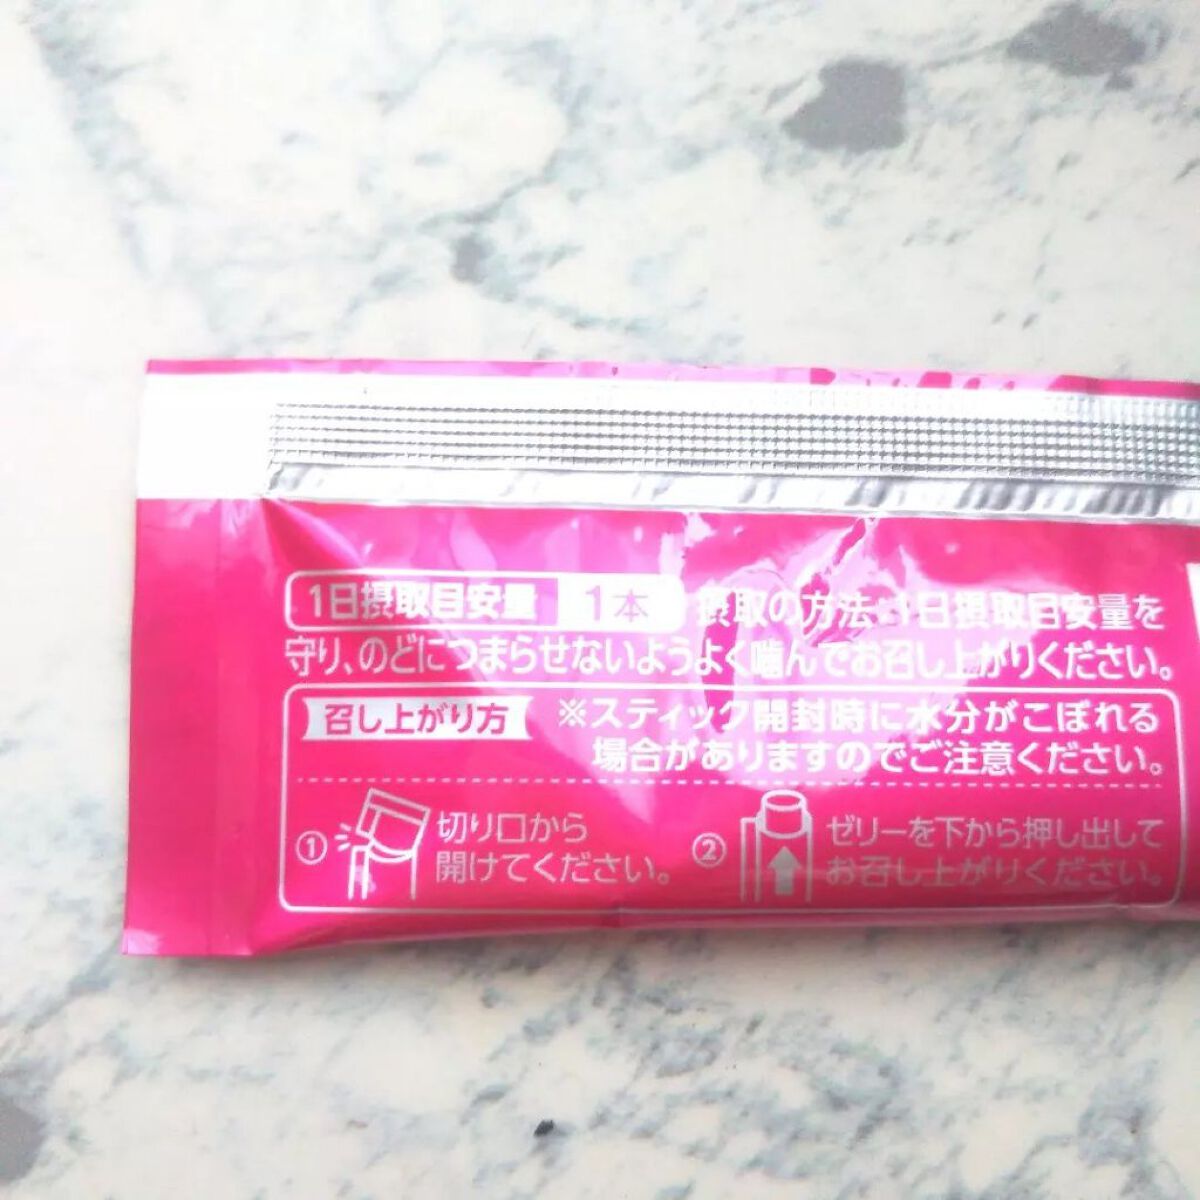 1日摂取目安量 1本 摂取の方法 1日摂取目安量を
守り、のどにつまらせないようよく噛んでお召し上がりください。
召し上がり方 ※スティック開封時に水分がこぼれる
場合がありますのでご注意ください。
① 切り口から
開けてください。
② ゼリーを下から押し出して
お召し上がりください。